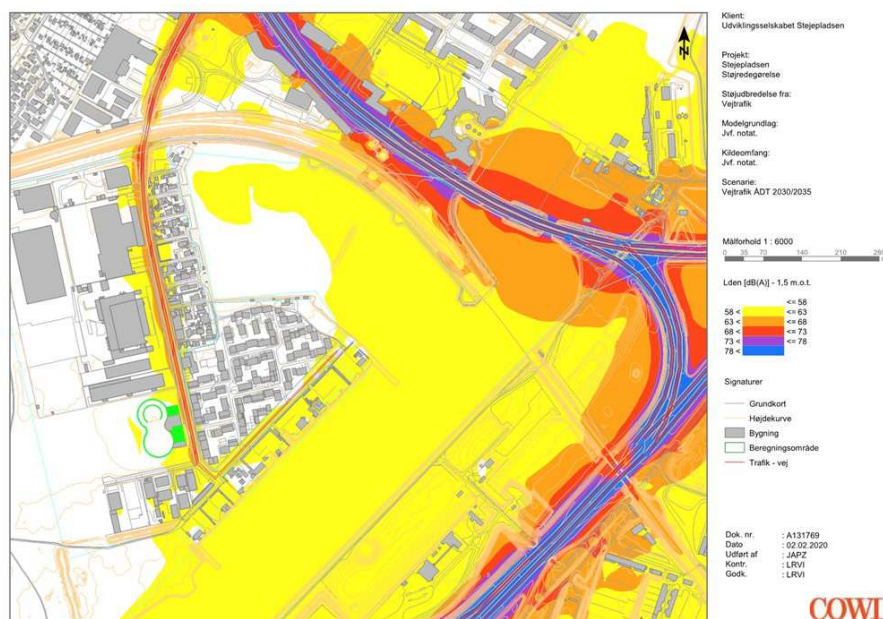 Klient:
Udviklingsselskabet Stejepladsen
Projekt:
Stejepladsen
Støjredegørelse
Støjudbredelse fra:
Vejtrafik
Modelgrundlag:
Jvf. notat.
Kildeomfang:
Jvf. notat.
Scenarie:
Vejtrafik ÅDT 2030/2035
Målforhold 1 : 6000
0 35 70 140 210 280
Lden [dB(A)] - 1,5 m.o.t.
<= 58
58 < <= 63
63 < <= 68
68 < <= 73
73 < <= 78
78 <
Signaturer
Grundkort
Højdekurve
Bygning
Beregningsområde
Trafik - vej
Dok. nr. : A131769
Dato : 02.02.2020
Udført af : JAPZ
Kontr. : LRVI
Godk. : LRVI
COWI